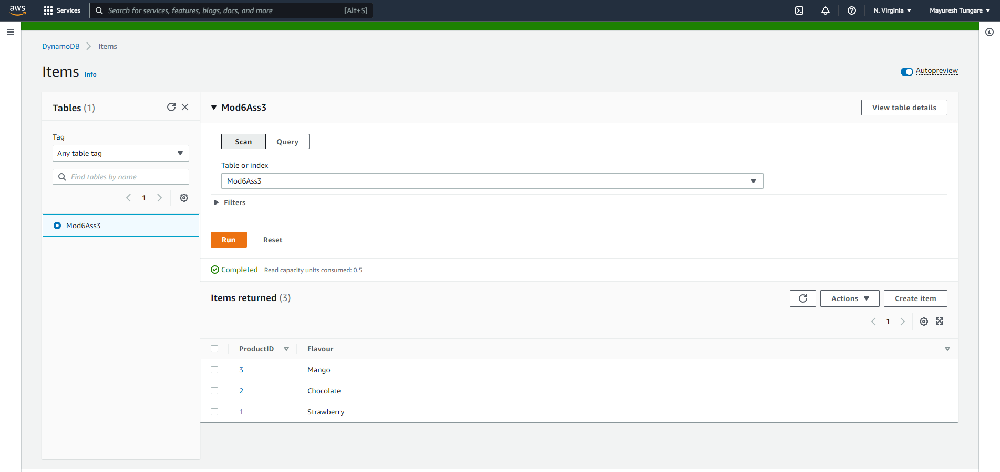 aws Services Search for services, features, blogs, docs, and more [Alt+S] N. Virginia Mayuresh Tungare
DynamoDB Items
Items Info
Autopreview
Tables (1)
Tag
Any table tag
Find tables by name
1
Mod6Ass3
Mod6Ass3
View table details
Scan Query
Table or index
Mod6Ass3
Filters
Run Reset
Completed Read capacity units consumed: 0.5
Items returned (3)
Actions Create item
1
ProductID Flavour
3 Mango
2 Chocolate
1 Strawberry